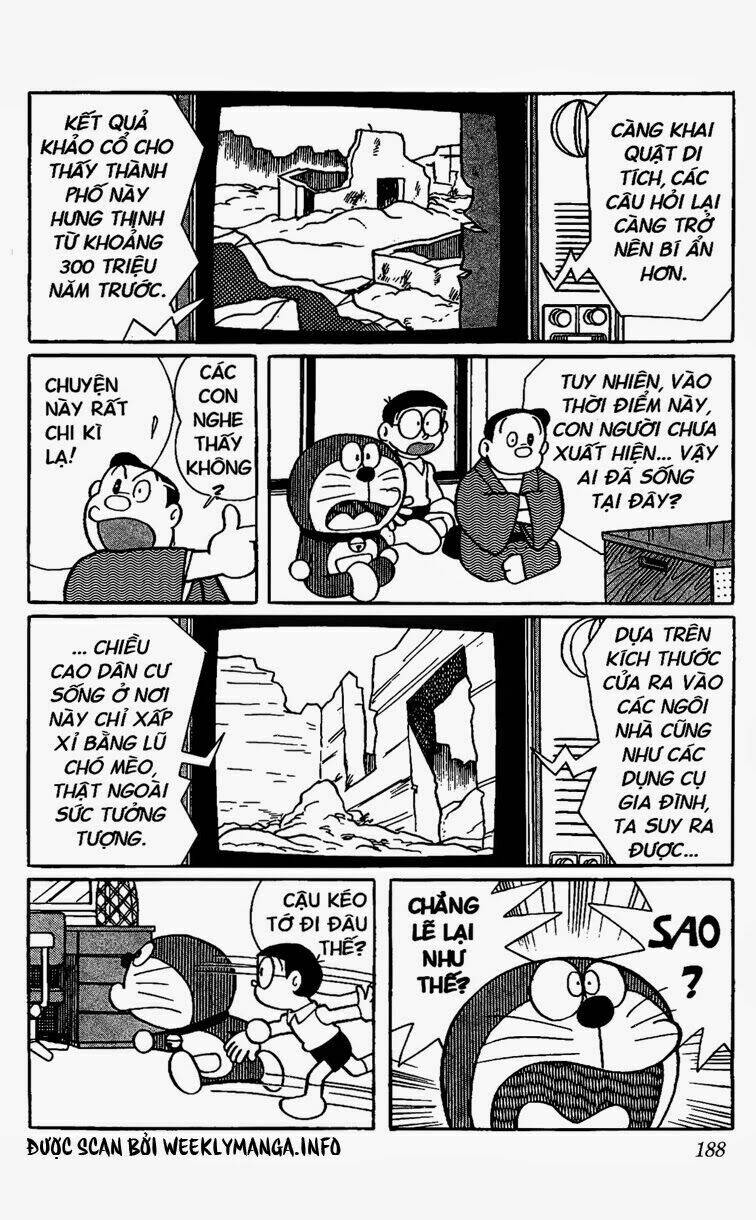 CÀNG KHAI
QUẬT DI
TÍCH, CÁC
CÂU HỎI LẠI
CÀNG TRỞ
NÊN BÍ ẨN
HƠN.
KẾT QUẢ
KHẢO CỔ CHO
THẤY THÀNH
PHỐ NÀY
HƯNG THỊNH
TỪ KHOẢNG
300 TRIỆU
NĂM TRƯỚC.
TUY NHIÊN, VÀO
THỜI ĐIỂM NÀY,
CON NGƯỜI CHƯA
XUẤT HIỆN... VẬY
AI ĐÃ SỐNG
TẠI ĐÂY?
CÁC
CON
NGHE
THẤY
KHÔNG
?
CHUYỆN
NÀY RẤT
CHI KÌ
LẠ!
DỰA TRÊN
KÍCH THƯỚC
CỬA RA VÀO
CÁC NGÔI
NHÀ CŨNG
NHƯ CÁC
DỤNG CỤ
GIA ĐÌNH,
TA SUY RA
ĐƯỢC...
... CHIỀU
CAO DÂN CƯ
SỐNG Ở NƠI
NÀY CHỈ XẤP
XỈ BẰNG LŨ
CHÓ MÈO,
THẬT NGOÀI
SỨC TƯỞNG
TƯỢNG.
SAO
?
CHẲNG
LẼ LẠI
NHƯ
THẾ?
CẬU KÉO
TỚ ĐI ĐÂU
THẾ?
ĐƯỢC SCAN BỞI WEEKLYMANGA.INFO
188